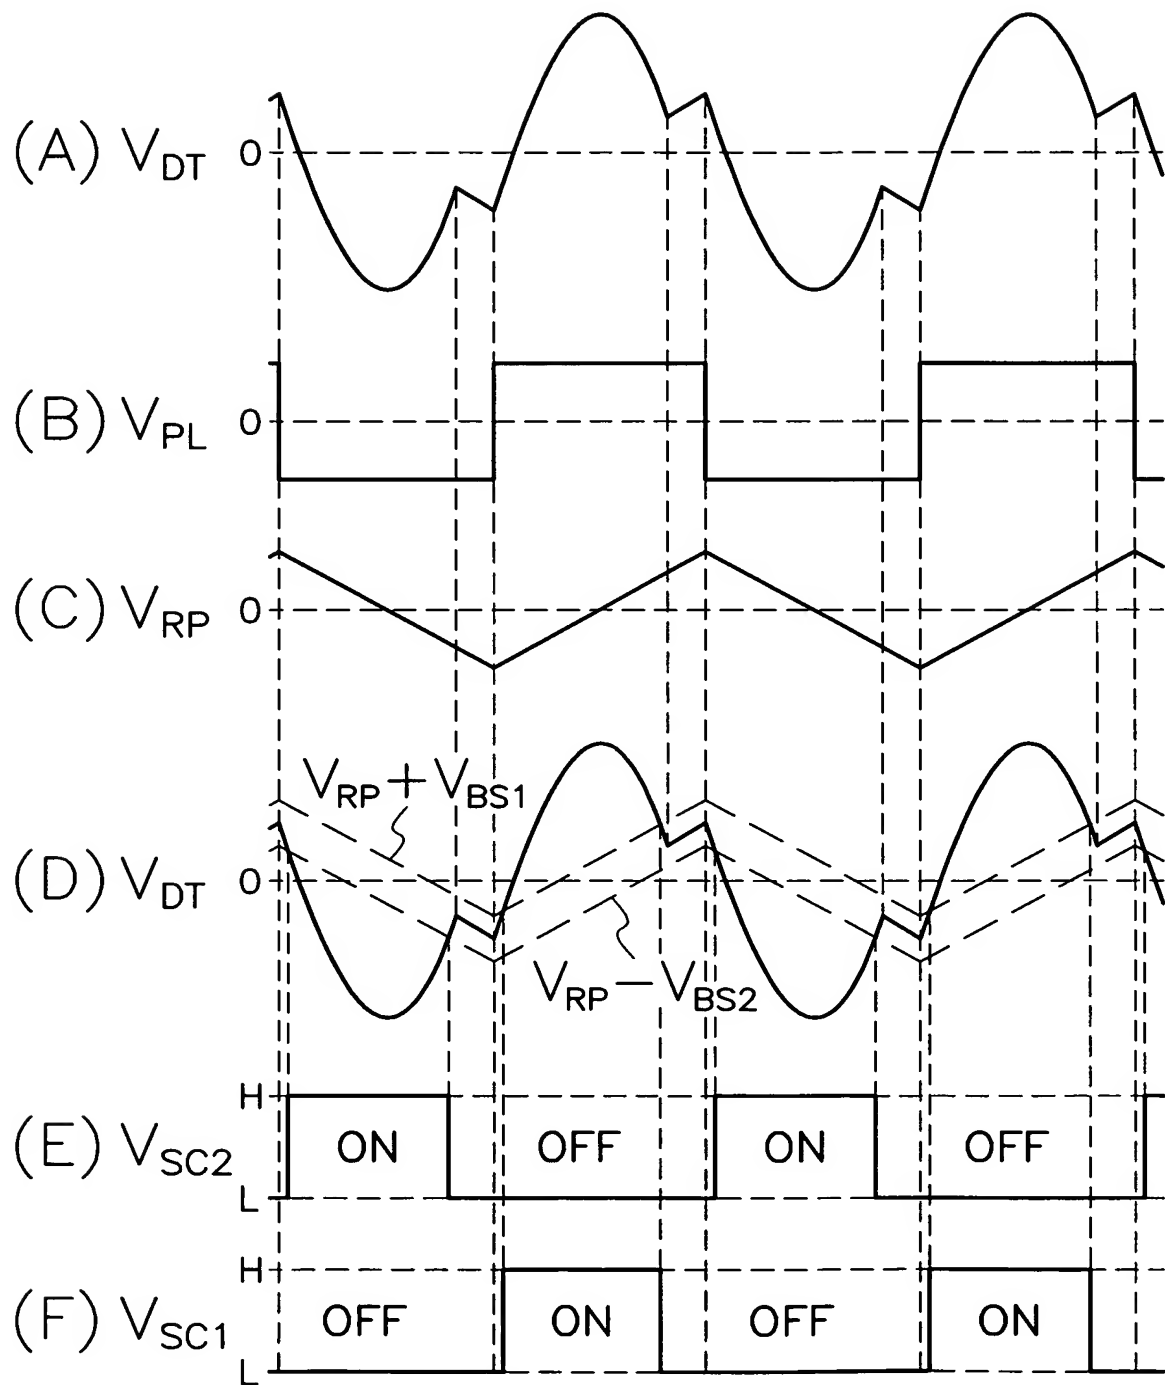 (A) V_DT 0
(B) V_PL 0
(C) V_RP 0
V_RP + V_BS1
(D) V_DT 0
V_RP − V_BS2
H
(E) V_SC2 ON OFF ON OFF
L
H
(F) V_SC1 OFF ON OFF ON
L